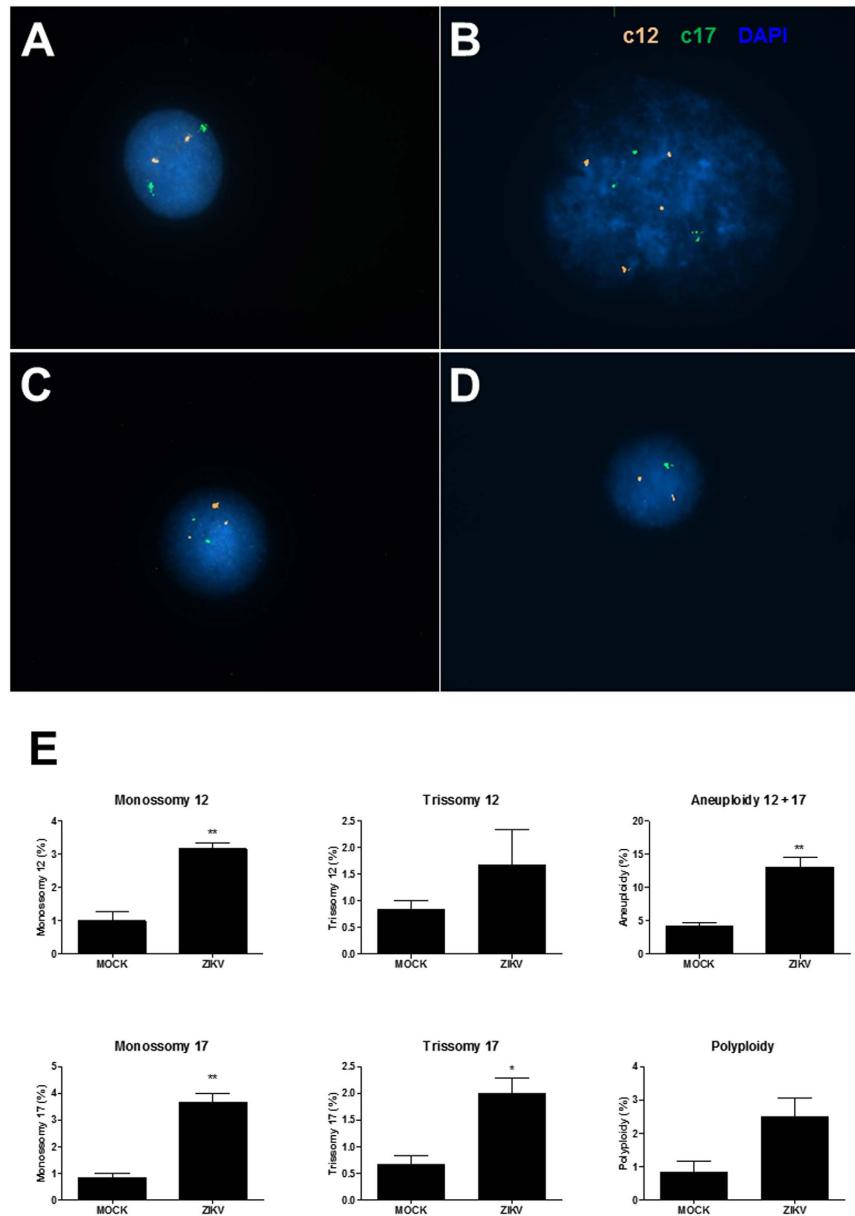 A
B
c12 c17 DAPI
C
D
E
Monossomy 12
Monossomy 12 (%)
4
3
2
1
0
**
MOCK ZIKV
Trissomy 12
Trissomy 12 (%)
2.5
2.0
1.5
1.0
0.5
0.0
MOCK ZIKV
Aneuploidy 12 + 17
Aneuploidy (%)
20
15
10
5
0
**
MOCK ZIKV
Monossomy 17
Monossomy 17 (%)
5
4
3
2
1
0
**
MOCK ZIKV
Trissomy 17
Trissomy 17 (%)
2.5
2.0
1.5
1.0
0.5
0.0
*
MOCK ZIKV
Polyploidy
Polyploidy (%)
4
3
2
1
0
MOCK ZIKV